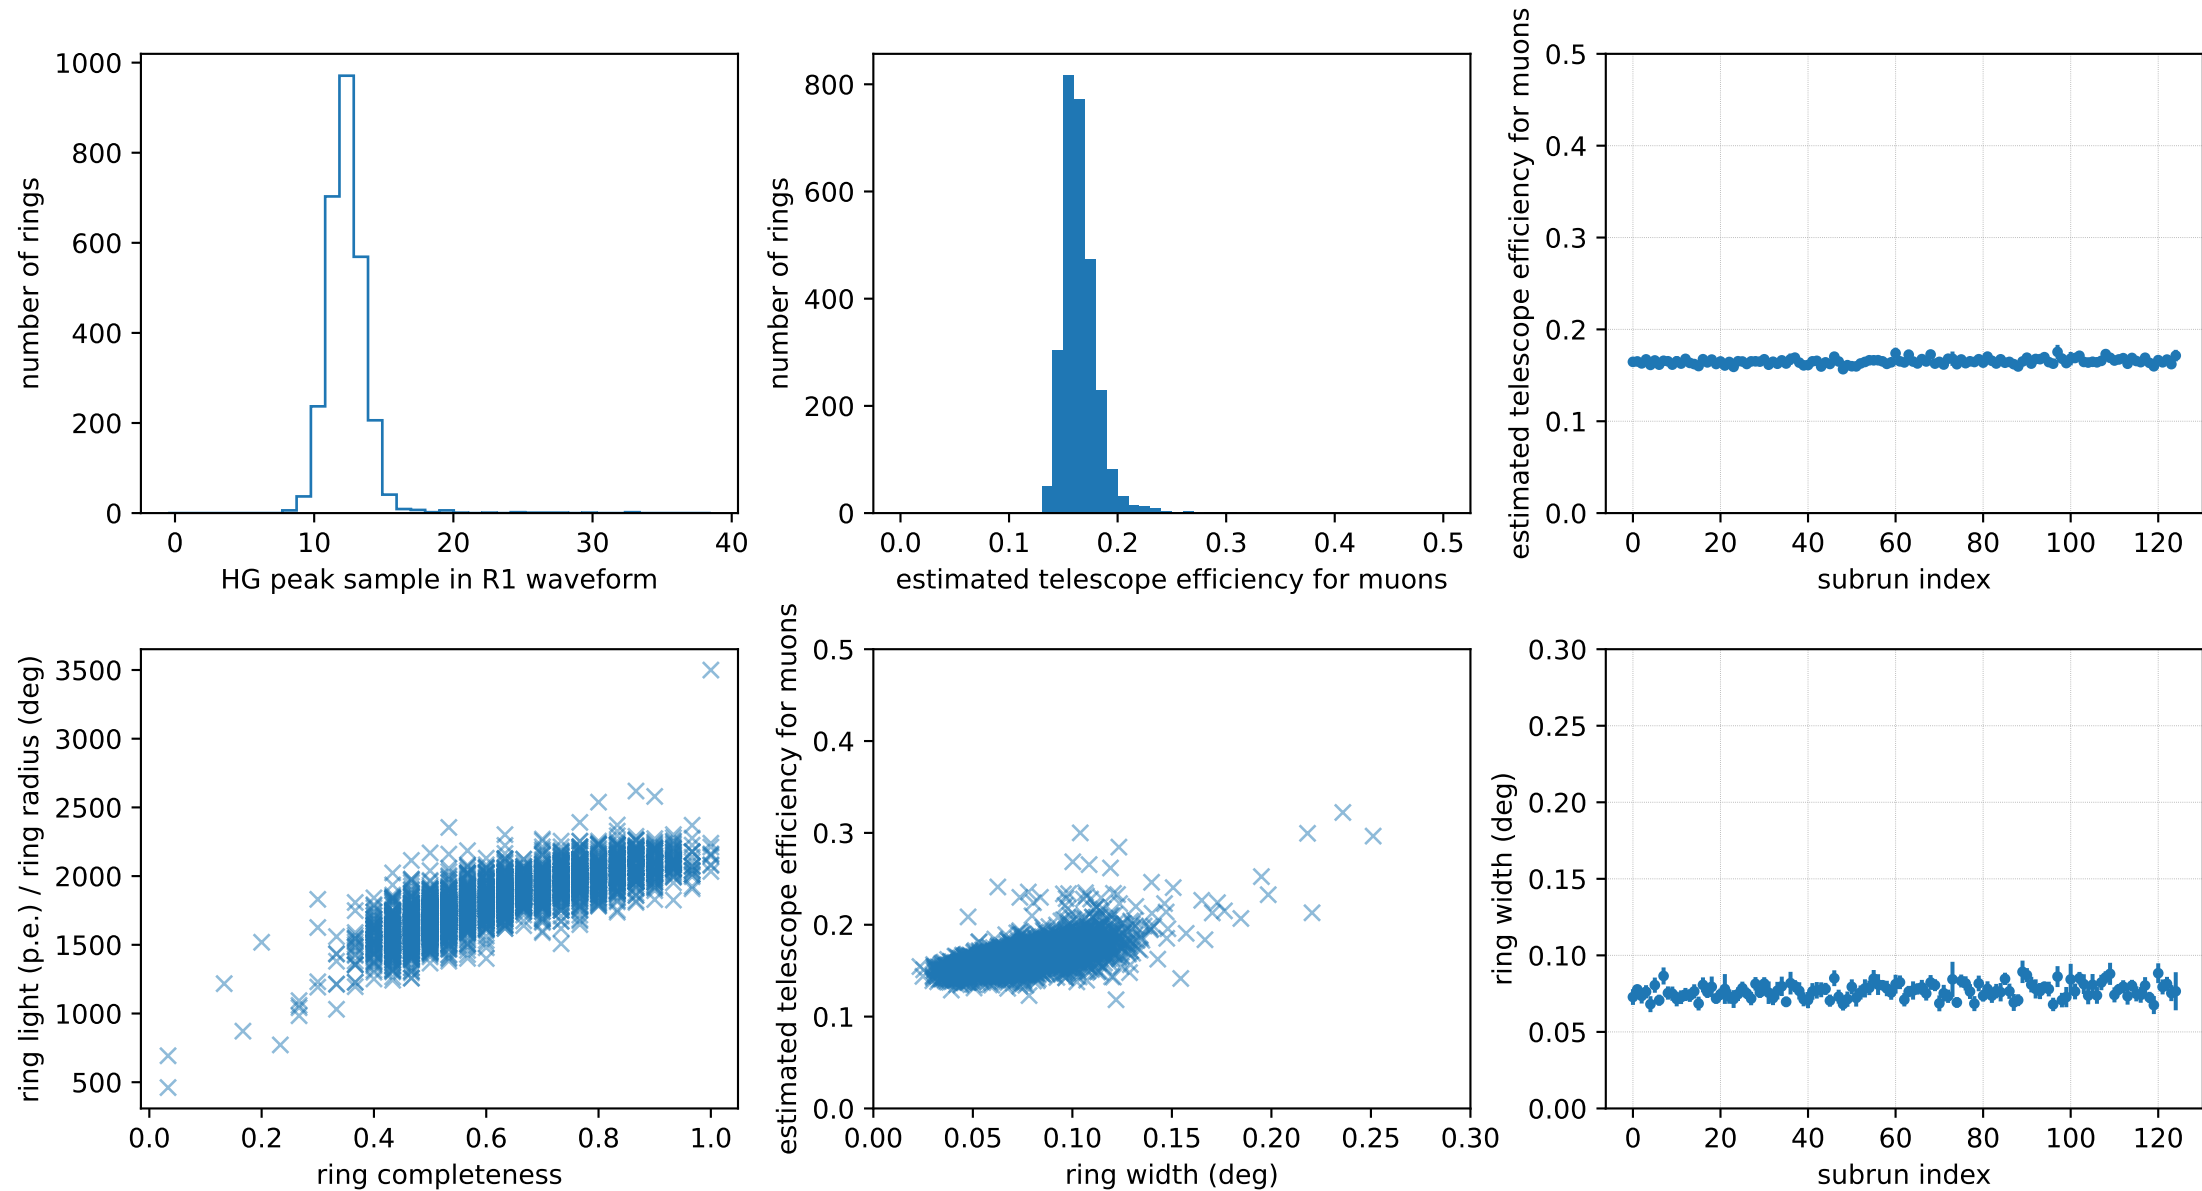 number of rings
1000
800
600
400
200
0
0 10 20 30 40
HG peak sample in R1 waveform
number of rings
800
600
400
200
0
0.0 0.1 0.2 0.3 0.4 0.5
estimated telescope efficiency for muons
estimated telescope efficiency for muons
0.5
0.4
0.3
0.2
0.1
0.0
0 20 40 60 80 100 120
subrun index
ring light (p.e.) / ring radius (deg)
3500
3000
2500
2000
1500
1000
500
0.0 0.2 0.4 0.6 0.8 1.0
ring completeness
estimated telescope efficiency for muons
0.5
0.4
0.3
0.2
0.1
0.0
0.00 0.05 0.10 0.15 0.20 0.25 0.30
ring width (deg)
ring width (deg)
0.30
0.25
0.20
0.15
0.10
0.05
0.00
0 20 40 60 80 100 120
subrun index